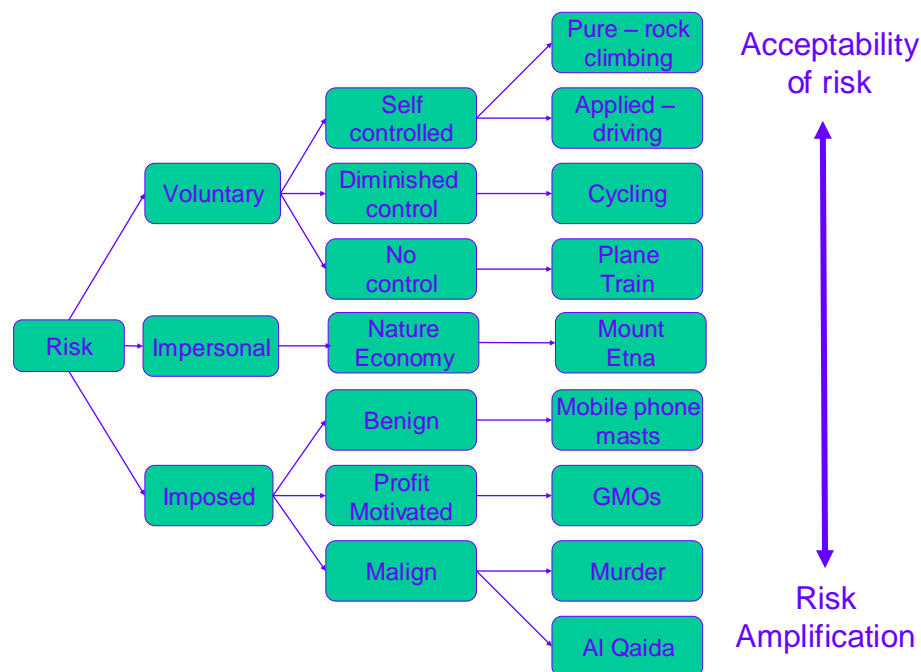 Pure – rock
climbing
Acceptability
of risk
Self
controlled
Applied –
driving
Voluntary
Diminished
control
Cycling
No
control
Plane
Train
Risk
Impersonal
Nature
Economy
Mount
Etna
Benign
Mobile phone
masts
Imposed
Profit
Motivated
GMOs
Malign
Murder
Risk
Amplification
Al Qaida